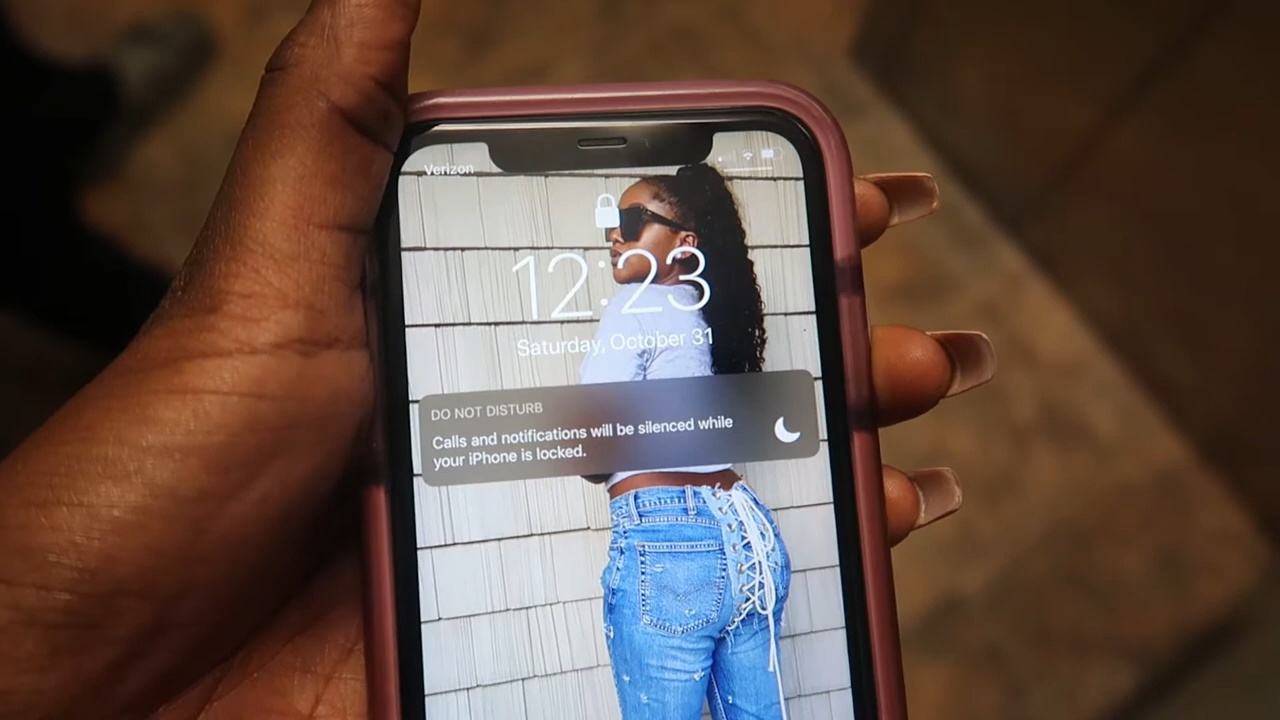 Verizon
12:23
Saturday, October 31
DO NOT DISTURB
Calls and notifications will be silenced while
your iPhone is locked.